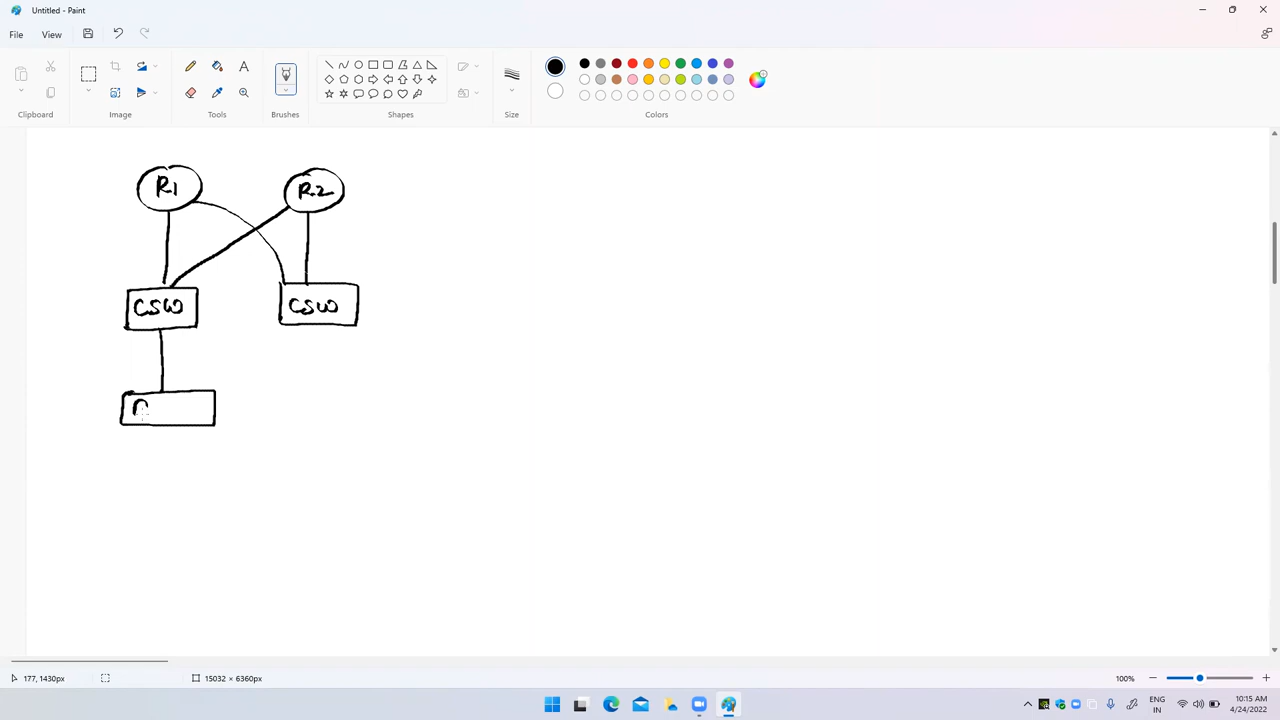 Untitled - Paint
File View
Clipboard Image Tools Brushes Shapes Size Colors
R1 R2
CSW CSW
177, 1430px 15032 × 6360px 100%
ENG 10:15 AM
IN 4/24/2022